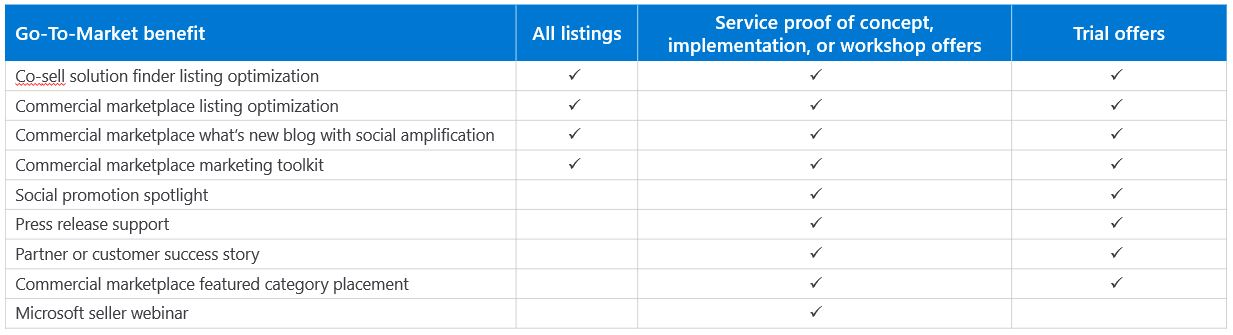 Go-To-Market benefit All listings Service proof of concept, implementation, or workshop offers Trial offers
Co-sell solution finder listing optimization ✓ ✓ ✓
Commercial marketplace listing optimization ✓ ✓ ✓
Commercial marketplace what's new blog with social amplification ✓ ✓ ✓
Commercial marketplace marketing toolkit ✓ ✓ ✓
Social promotion spotlight ✓ ✓
Press release support ✓ ✓
Partner or customer success story ✓ ✓
Commercial marketplace featured category placement ✓ ✓
Microsoft seller webinar ✓